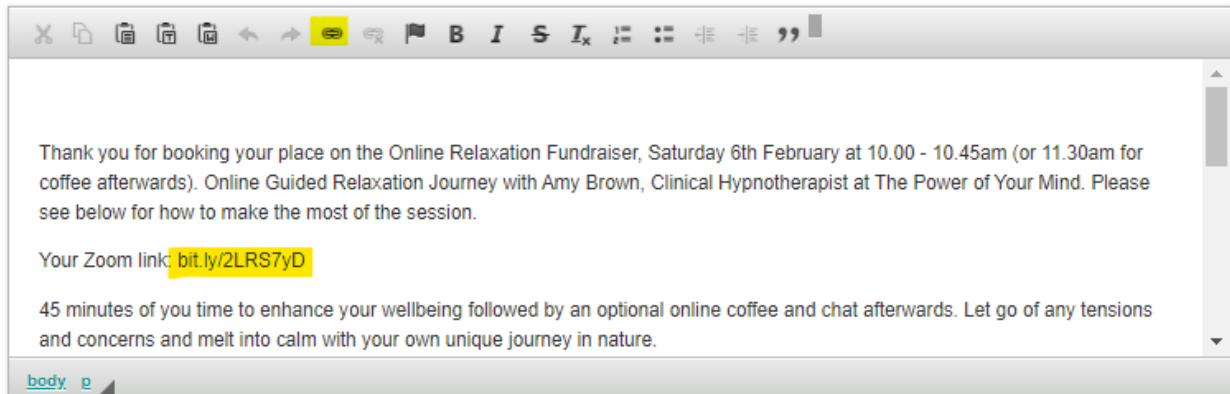 Thank you for booking your place on the Online Relaxation Fundraiser, Saturday 6th February at 10.00 - 10.45am (or 11.30am for
coffee afterwards). Online Guided Relaxation Journey with Amy Brown, Clinical Hypnotherapist at The Power of Your Mind. Please
see below for how to make the most of the session.
Your Zoom link: bit.ly/2LRS7yD
45 minutes of you time to enhance your wellbeing followed by an optional online coffee and chat afterwards. Let go of any tensions
and concerns and melt into calm with your own unique journey in nature.
body p